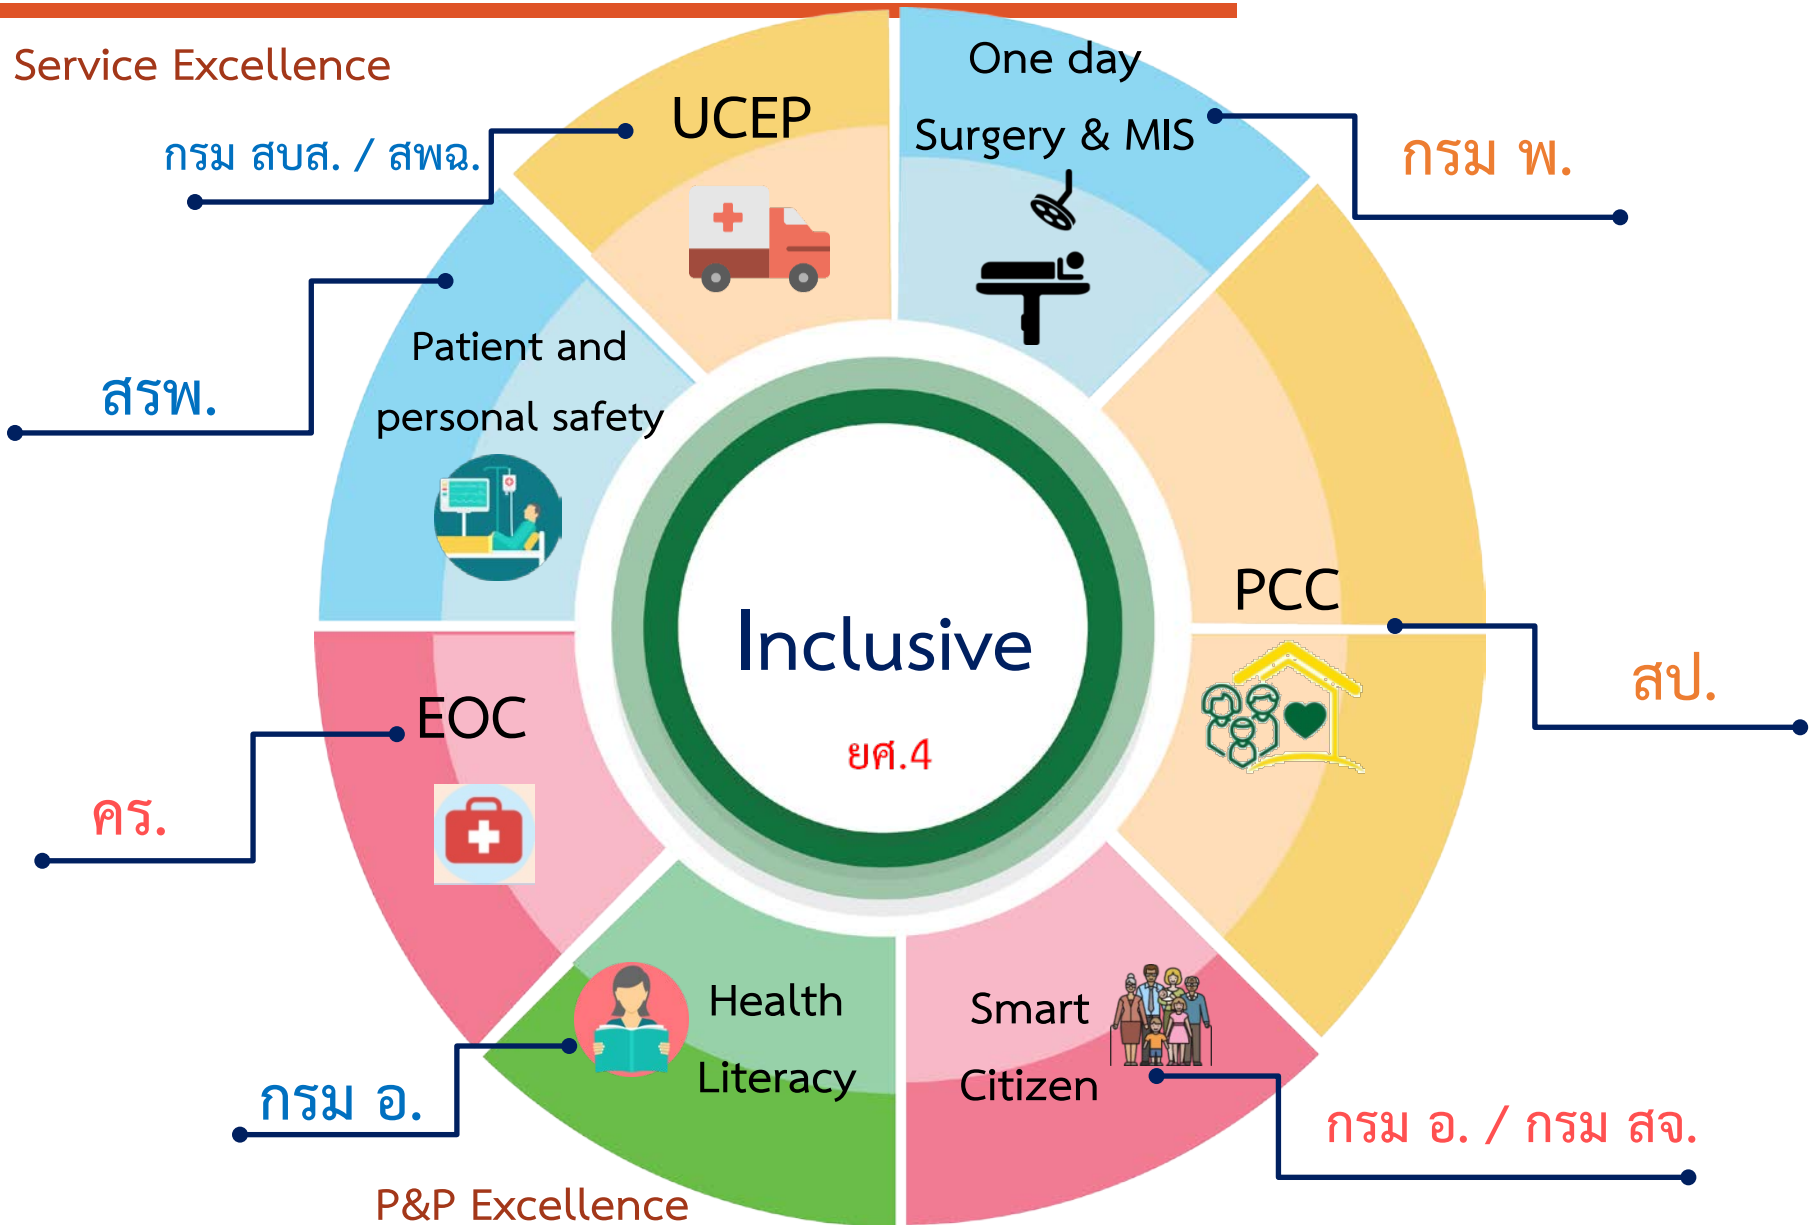 Service Excellence
UCEP
One day
Surgery & MIS
กรม สบส. / สพฉ.
กรม พ.
Patient and
personal safety
สรพ.
PCC
สป.
Inclusive
ยศ.4
EOC
คร.
Health
Literacy
Smart
Citizen
กรม อ.
กรม อ. / กรม สจ.
P&P Excellence